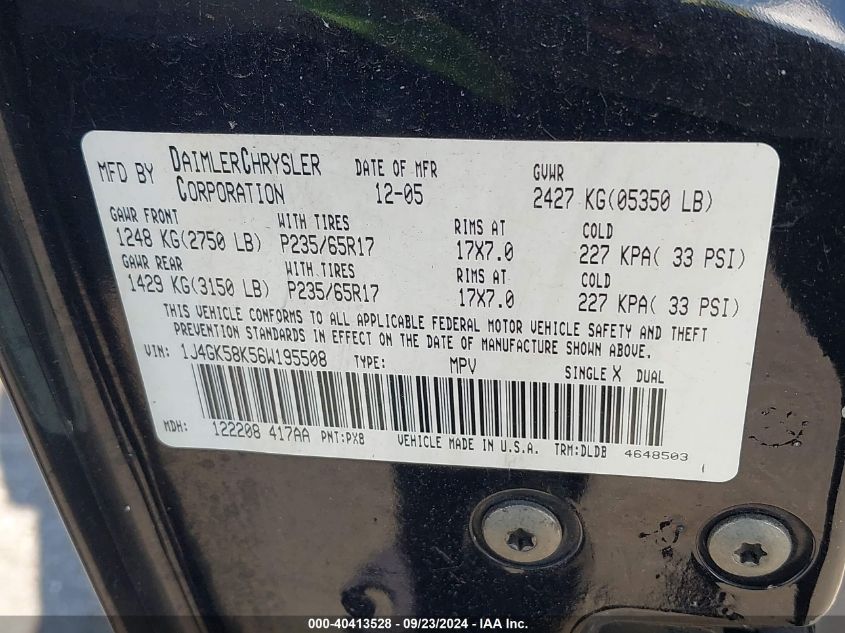 MFD BY DAIMLERCHRYSLER CORPORATION DATE OF MFR 12-05 GVWR 2427 KG(05350 LB)
GAWR FRONT WITH TIRES RIMS AT COLD
1248 KG(2750 LB) P235/65R17 17X7.0 227 KPA( 33 PSI)
GAWR REAR WITH TIRES RIMS AT COLD
1429 KG(3150 LB) P235/65R17 17X7.0 227 KPA( 33 PSI)
THIS VEHICLE CONFORMS TO ALL APPLICABLE FEDERAL MOTOR VEHICLE SAFETY AND THEFT
PREVENTION STANDARDS IN EFFECT ON THE DATE OF MANUFACTURE SHOWN ABOVE.
VIN: 1J4GK58K56W195508 TYPE: MPV SINGLE X DUAL
MDH: 122208 417AA PNT:PXB VEHICLE MADE IN U.S.A. TRM:DLDB 4648503
000-40413528 - 09/23/2024 - IAA Inc.